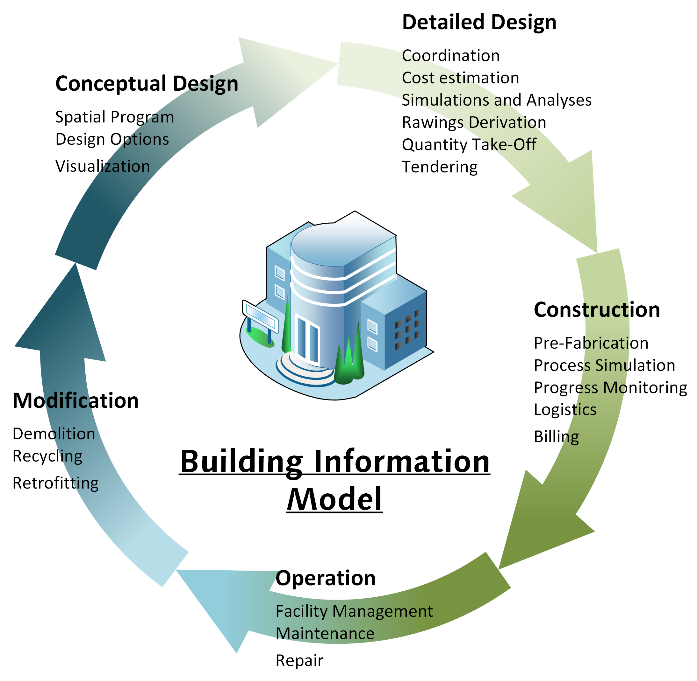 Detailed Design
Coordination
Cost estimation
Simulations and Analyses
Rawings Derivation
Quantity Take-Off
Tendering
Conceptual Design
Spatial Program
Design Options
Visualization
Construction
Pre-Fabrication
Process Simulation
Progress Monitoring
Logistics
Billing
Modification
Demolition
Recycling
Retrofitting
Building Information
Model
Operation
Facility Management
Maintenance
Repair